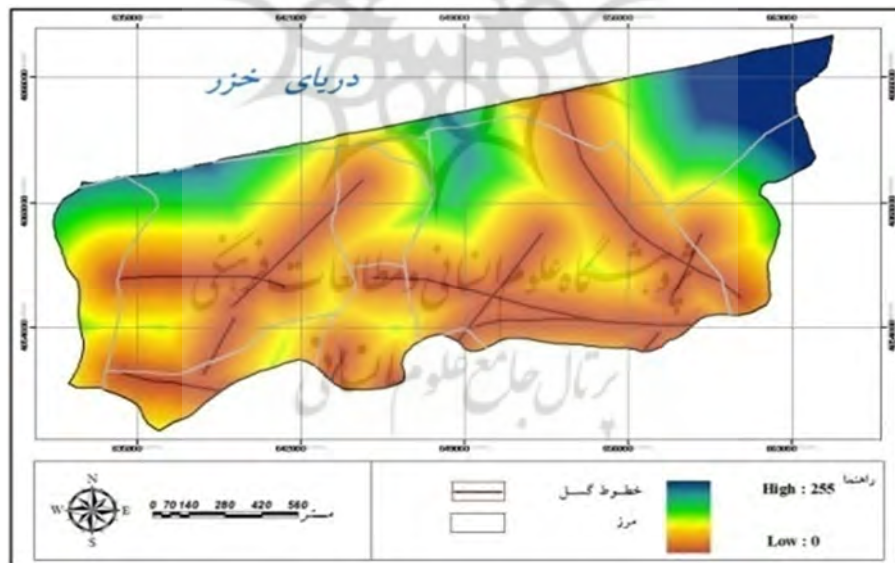 دریای خزر
پژوهشگاه علوم انسانی و مطالعات فرهنگی
پرتال جامع علوم انسانی
راهنما
High : 255
Low : 0
خطوط گسل
مرز
N
W E
S
0 70 140 280 420 560
متر